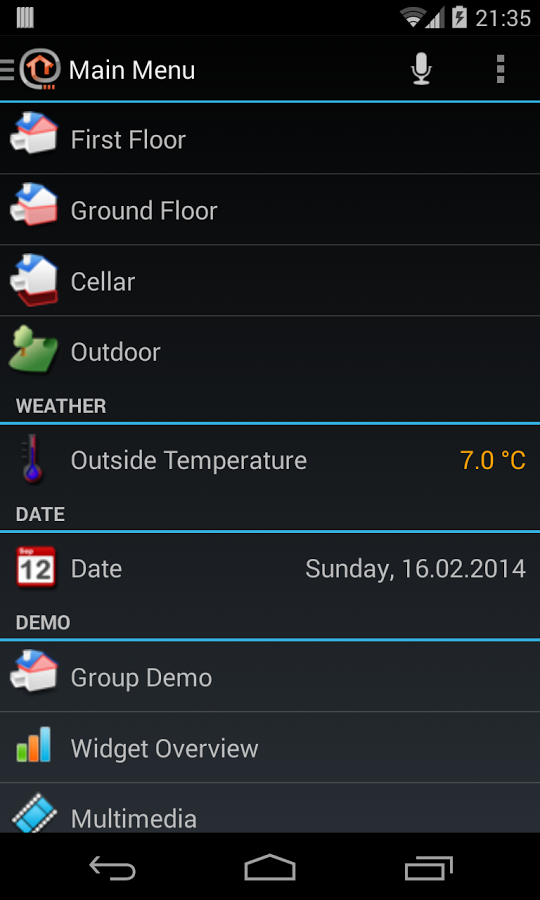 21:35
Main Menu
First Floor
Ground Floor
Cellar
Outdoor
WEATHER
Outside Temperature 7.0 °C
DATE
Sep
12
Date Sunday, 16.02.2014
DEMO
Group Demo
Widget Overview
Multimedia